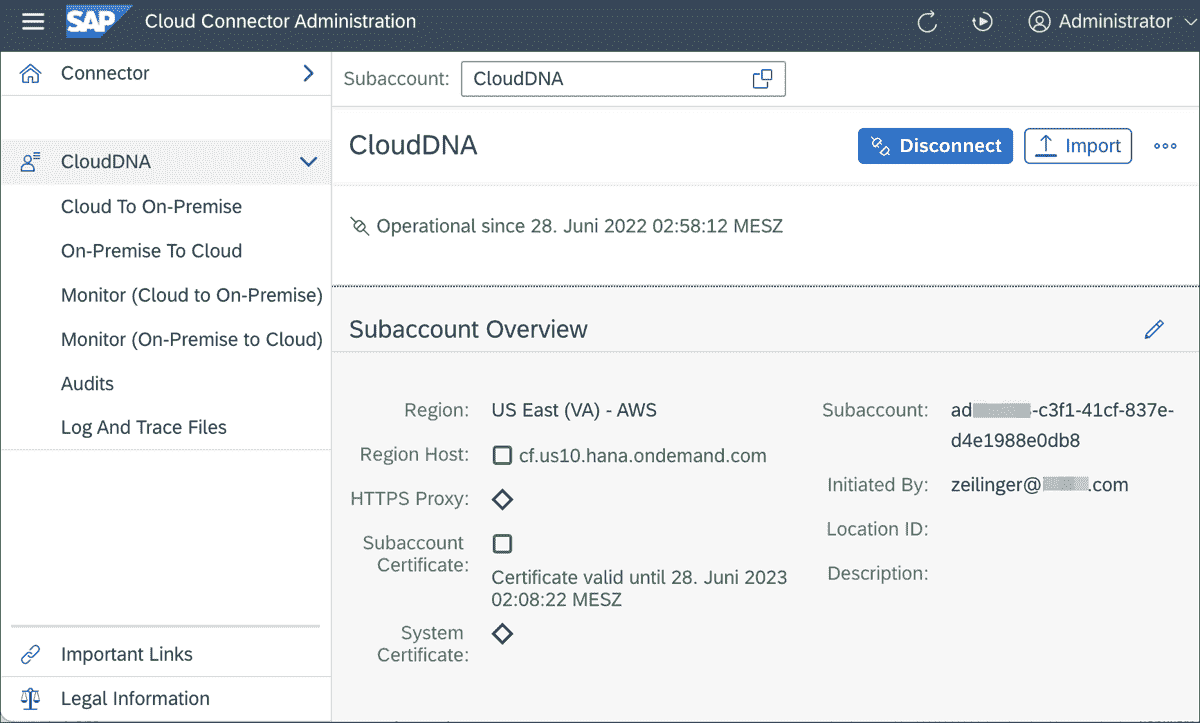 SAP Cloud Connector Administration
Administrator
Connector
Subaccount: CloudDNA
CloudDNA
Cloud To On-Premise
On-Premise To Cloud
Monitor (Cloud to On-Premise)
Monitor (On-Premise to Cloud)
Audits
Log And Trace Files
Important Links
Legal Information
CloudDNA
Disconnect
Import
Operational since 28. Juni 2022 02:58:12 MESZ
Subaccount Overview
Region: US East (VA) - AWS
Region Host: cf.us10.hana.ondemand.com
HTTPS Proxy:
Subaccount
Certificate:
Certificate valid until 28. Juni 2023
02:08:22 MESZ
System
Certificate:
Subaccount: ad -c3f1-41cf-837e-
d4e1988e0db8
Initiated By: zeilinger@ .com
Location ID:
Description: